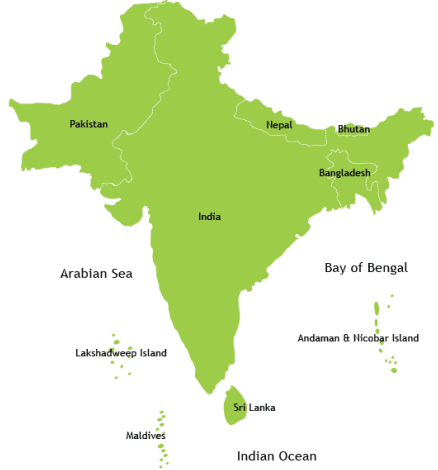 Pakistan
Nepal
Bhutan
Bangladesh
India
Arabian Sea
Bay of Bengal
Andaman & Nicobar Island
Lakshadweep Island
Sri Lanka
Maldives
Indian Ocean